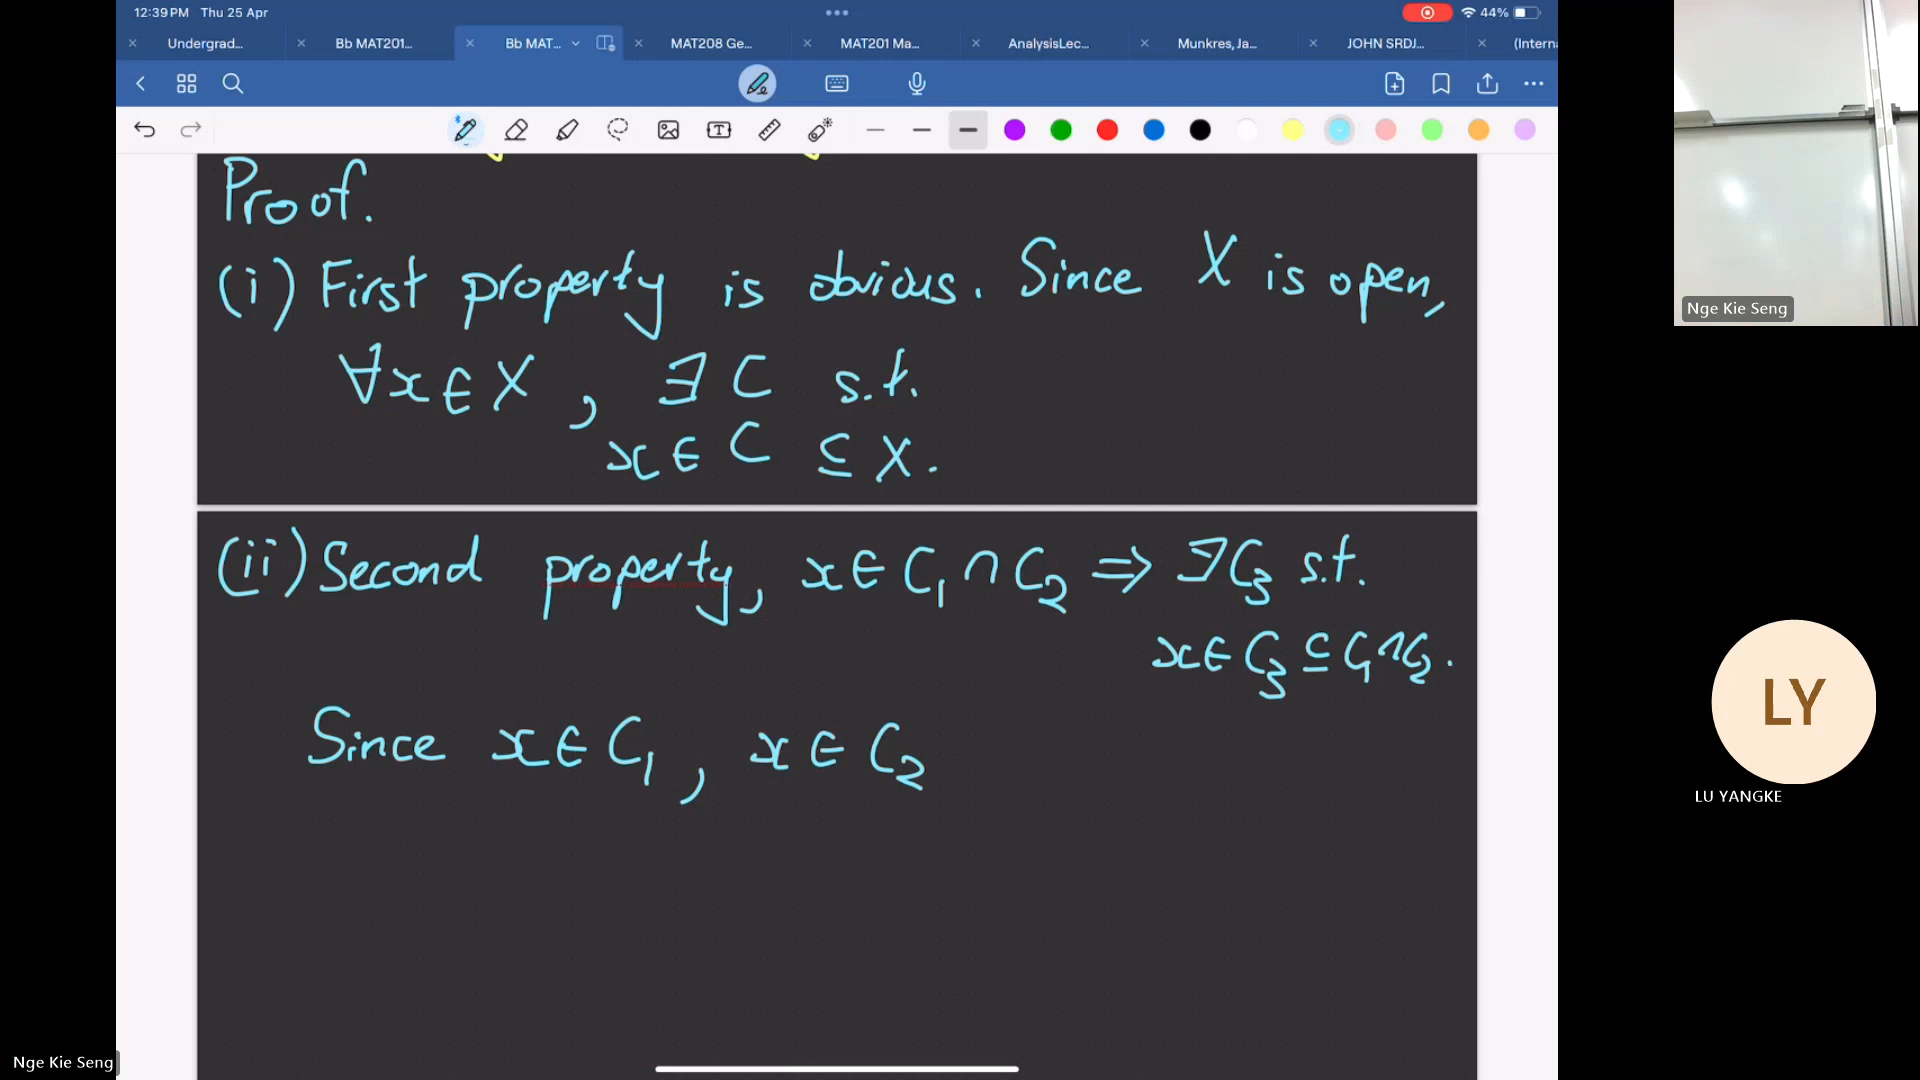 12:39 PM Thu 25 Apr
44%
Undergrad...
Bb MAT201...
Bb MAT...
MAT208 Ge...
MAT201 Ma...
AnalysisLec...
Munkres, Ja...
JOHN SRDJ...
(Intern
Proof.
(i) First property is obvious. Since X is open,
∀x∈X, ∃ C s.t.
x∈ C ⊆ X.
(ii) Second property, x∈ C₁ ∩ C₂ ⇒ ∃C₃ s.t.
x∈ C₃ ⊆ C₁∩C₂.
Since x∈ C₁, x∈ C₂
Nge Kie Seng
LY
LU YANGKE
Nge Kie Seng